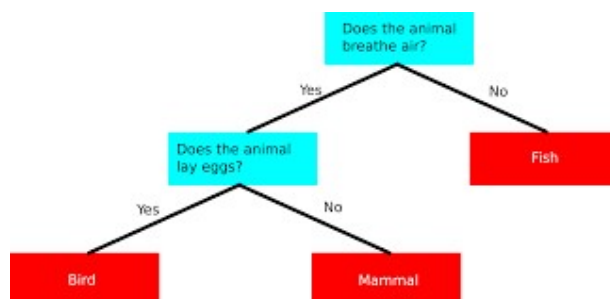 Does the animal
breathe air?
Yes
No
Does the animal
lay eggs?
Fish
Yes
No
Bird
Mammal